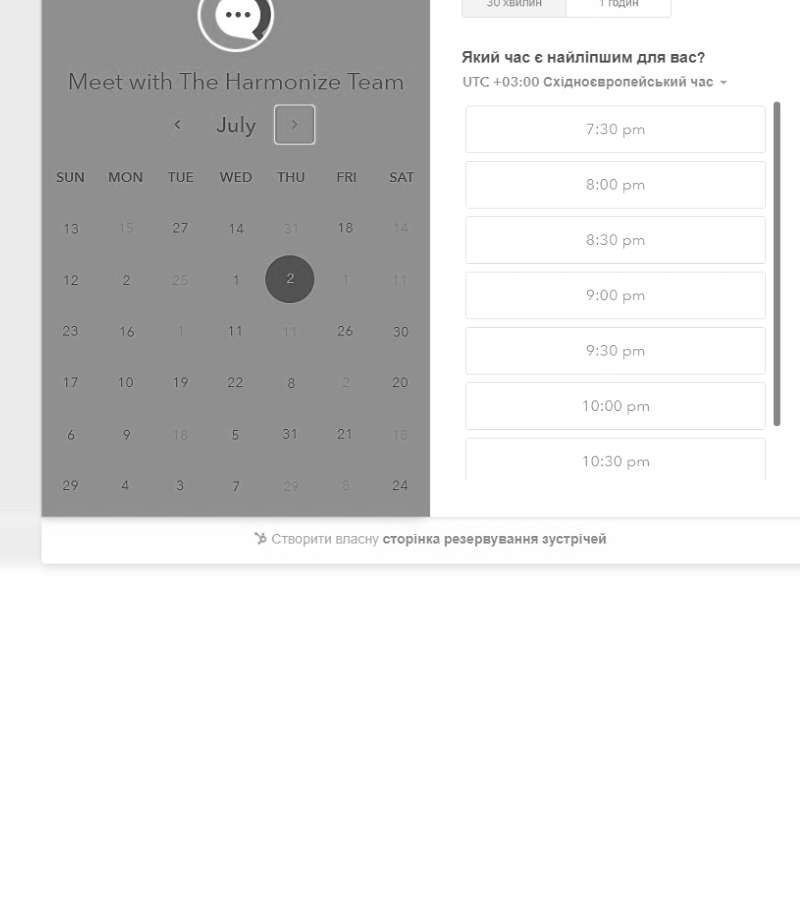 Meet with The Harmonize Team
July
SUN MON TUE WED THU FRI SAT
13 15 27 14 31 18 14
12 2 25 1 2 1 11
23 16 1 11 11 26 30
17 10 19 22 8 2 20
6 9 18 5 31 21 18
29 4 3 7 29 8 24
30 хвилин 1 годин
Який час є найліпшим для вас?
UTC +03:00 Східноєвропейський час
7:30 pm
8:00 pm
8:30 pm
9:00 pm
9:30 pm
10:00 pm
10:30 pm
Створити власну сторінка резервування зустрічей